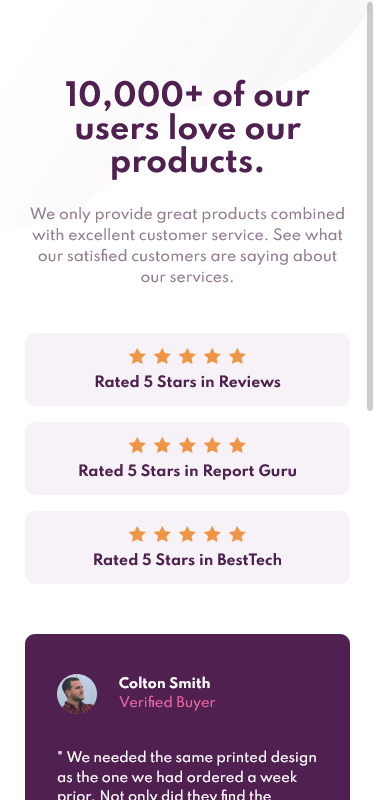 10,000+ of our
users love our
products.
We only provide great products combined
with excellent customer service. See what
our satisfied customers are saying about
our services.
Rated 5 Stars in Reviews
Rated 5 Stars in Report Guru
Rated 5 Stars in BestTech
Colton Smith
Verified Buyer
" We needed the same printed design
as the one we had ordered a week
prior. Not only did they find the